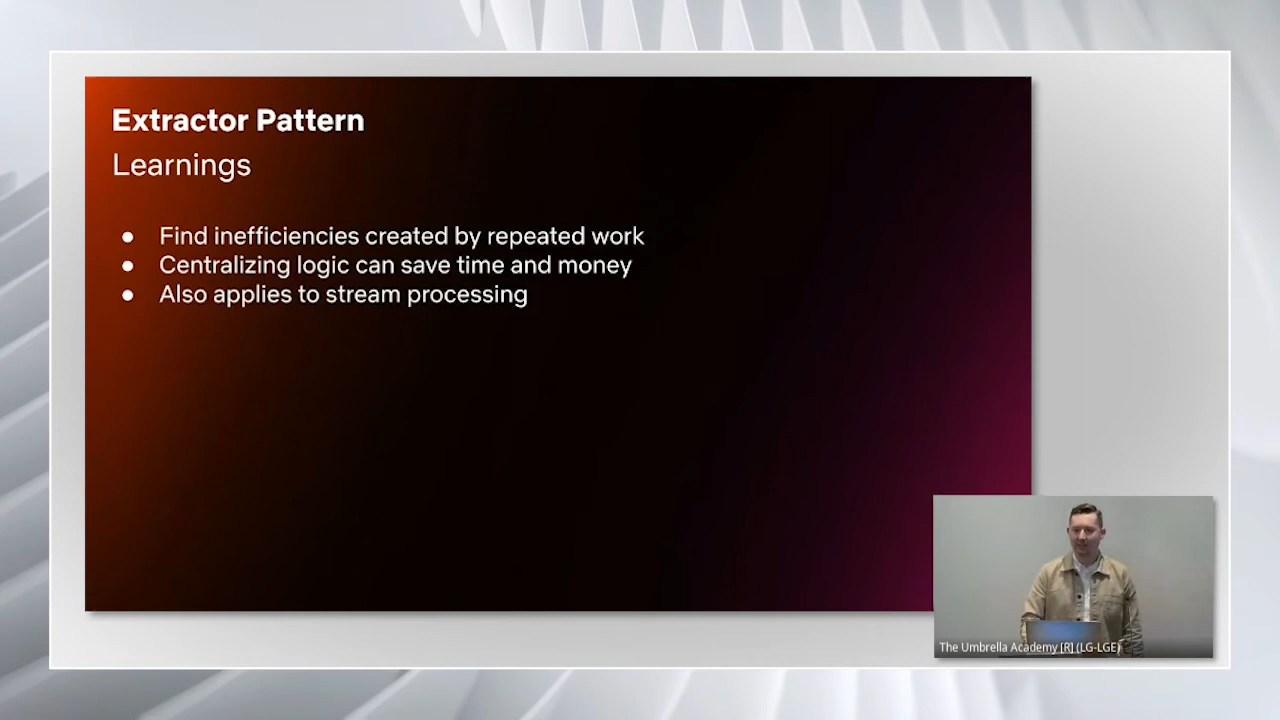 Extractor Pattern
Learnings
● Find inefficiencies created by repeated work
● Centralizing logic can save time and money
● Also applies to stream processing
The Umbrella Academy [R] (LG-LGE)